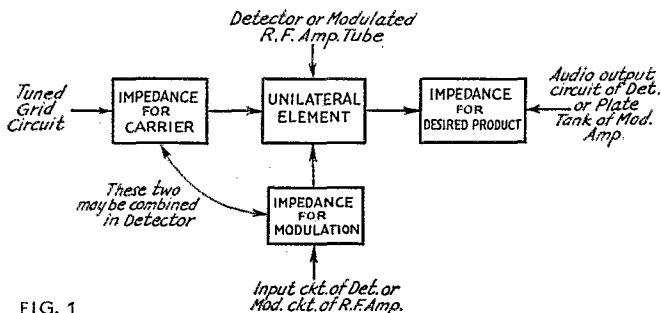 Detector or Modulated
R.F. Amp. Tube
Tuned
Grid
Circuit
IMPEDANCE
FOR
CARRIER
UNILATERAL
ELEMENT
IMPEDANCE
FOR
DESIRED PRODUCT
Audio output
circuit of Det.
or Plate
Tank of Mod.
Amp.
These two
may be combined
in Detector
IMPEDANCE
FOR
MODULATION
Input ckt. of Det. or
Mod. ckt. of R.F. Amp.
FIG. 1